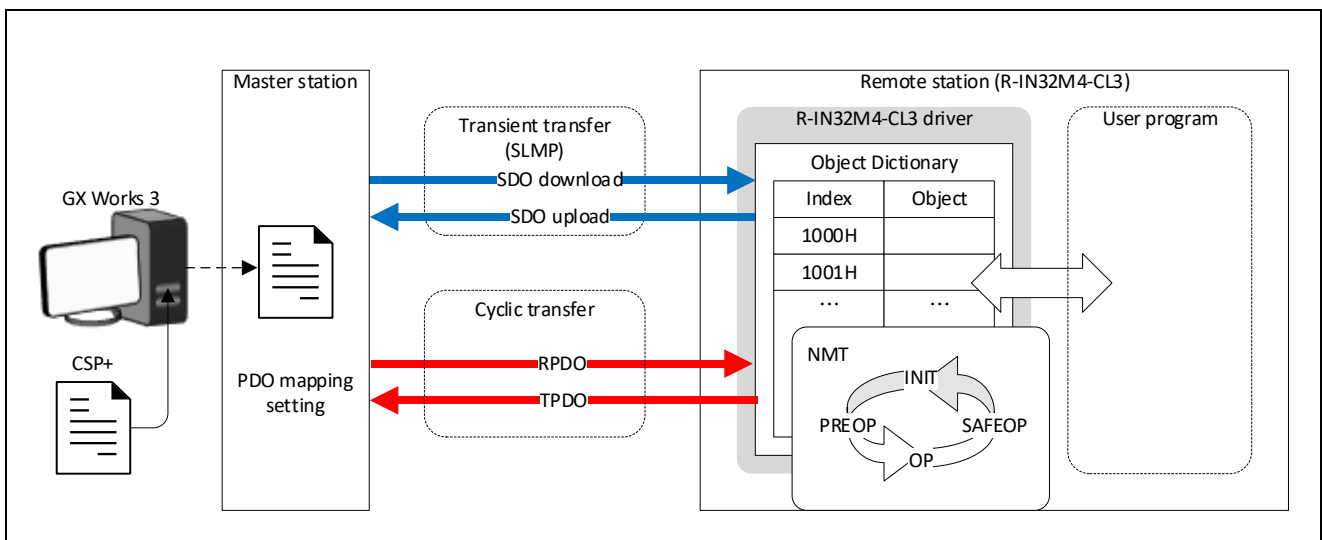 GX Works 3
CSP+
Master station
PDO mapping
setting
Transient transfer
(SLMP)
SDO download
SDO upload
Cyclic transfer
RPDO
TPDO
Remote station (R-IN32M4-CL3)
R-IN32M4-CL3 driver
Object Dictionary
Index Object
1000H
1001H
… …
NMT
INIT
PREOP SAFEOP
OP
User program